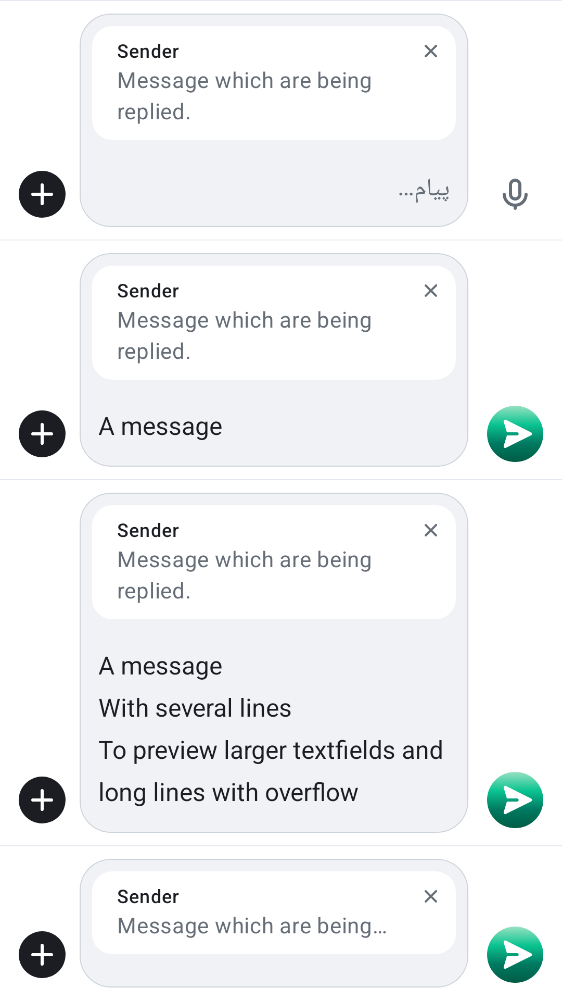 Sender
Message which are being
replied.
پیام...
Sender
Message which are being
replied.
A message
Sender
Message which are being
replied.
A message
With several lines
To preview larger textfields and
long lines with overflow
Sender
Message which are being...